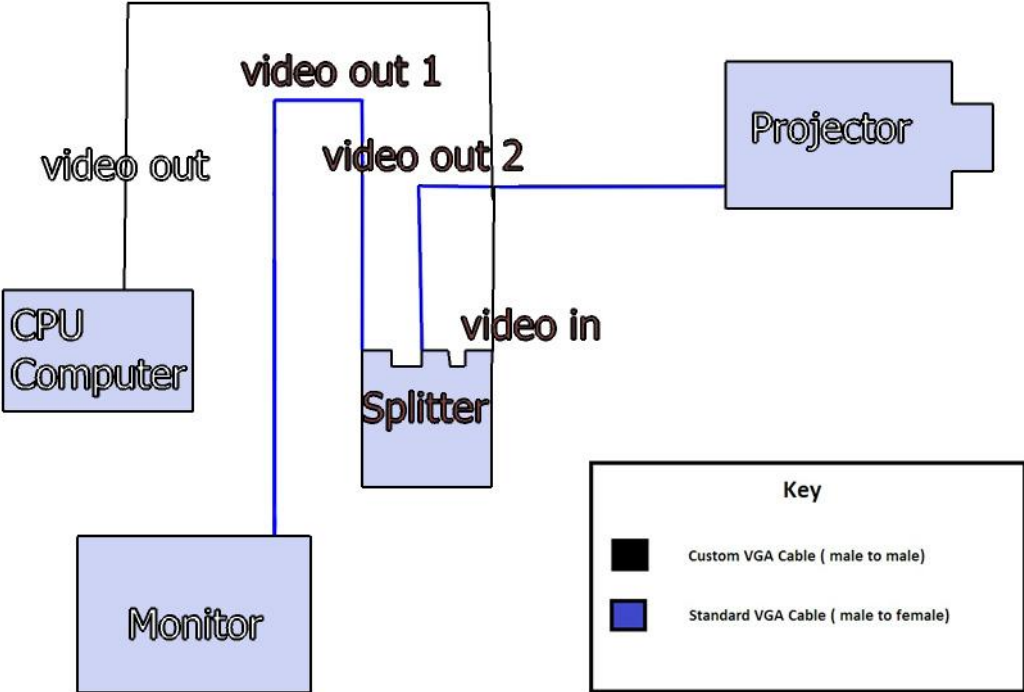 video out 1
Projector
video out 2
video out
video in
CPU
Computer
Splitter
Key
Custom VGA Cable ( male to male)
Standard VGA Cable ( male to female)
Monitor